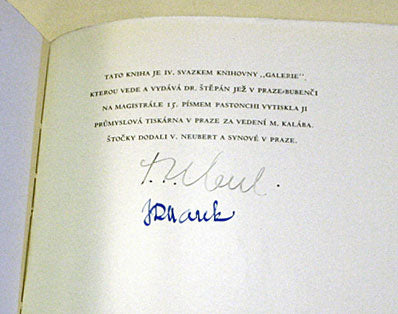 TATO KNIHA JE IV. SVAZKEM KNIHOVNY ,,GALERIE".
KTEROU VEDE A VYDÁVÁ DR. ŠTĚPÁN JEŽ V PRAZE-BUBENČI
NA MAGISTRÁLE 15. PÍSMEM PASTONCHI VYTISKLA JI
PRŮMYSLOVÁ TISKÁRNA V PRAZE ZA VEDENÍ M. KALÁBA.
ŠTOČKY DODALI V. NEUBERT A SYNOVÉ V PRAZE.
JRMarek